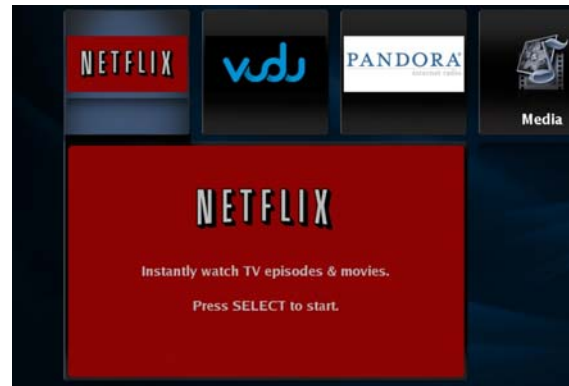 NETFLIX
vudu
PANDORA
internet radio
Media
NETFLIX
Instantly watch TV episodes & movies.
Press SELECT to start.